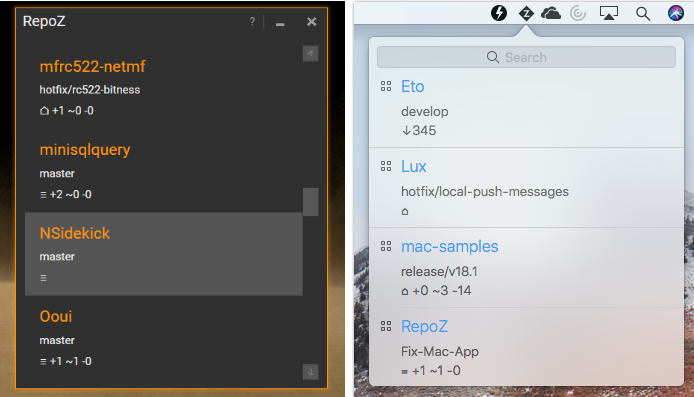 RepoZ ?
mfrc522-netmf
hotfix/rc522-bitness
⌂ +1 ~0 -0
minisqlquery
master
≡ +2 ~0 -0
NSidekick
master
≡
Ooui
master
≡ +1 ~1 -0
Search
Eto
develop
↓345
Lux
hotfix/local-push-messages
⌂
mac-samples
release/v18.1
⌂ +0 ~3 -14
RepoZ
Fix-Mac-App
≡ +1 ~1 -0